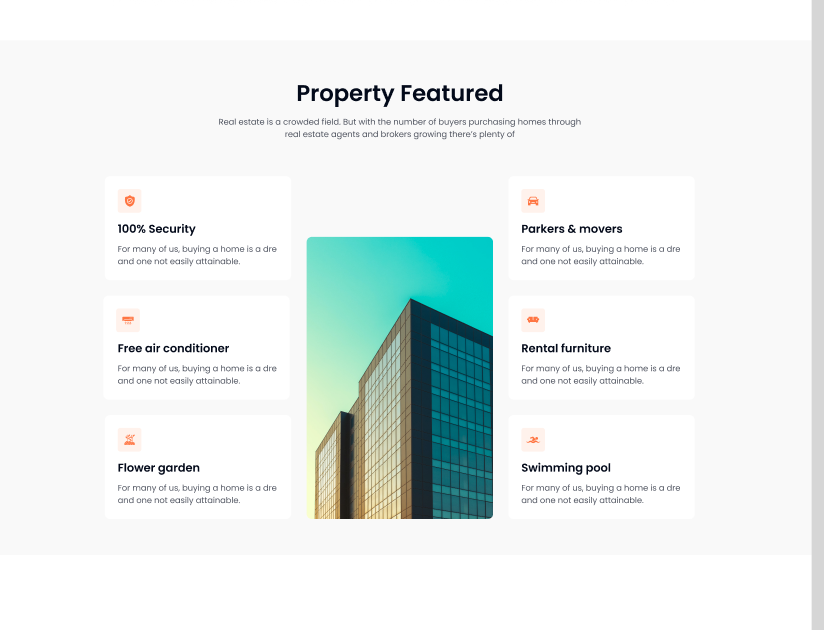 Property Featured
Real estate is a crowded field. But with the number of buyers purchasing homes through
real estate agents and brokers growing there's plenty of
100% Security
For many of us, buying a home is a dre
and one not easily attainable.
Free air conditioner
For many of us, buying a home is a dre
and one not easily attainable.
Flower garden
For many of us, buying a home is a dre
and one not easily attainable.
Parkers & movers
For many of us, buying a home is a dre
and one not easily attainable.
Rental furniture
For many of us, buying a home is a dre
and one not easily attainable.
Swimming pool
For many of us, buying a home is a dre
and one not easily attainable.